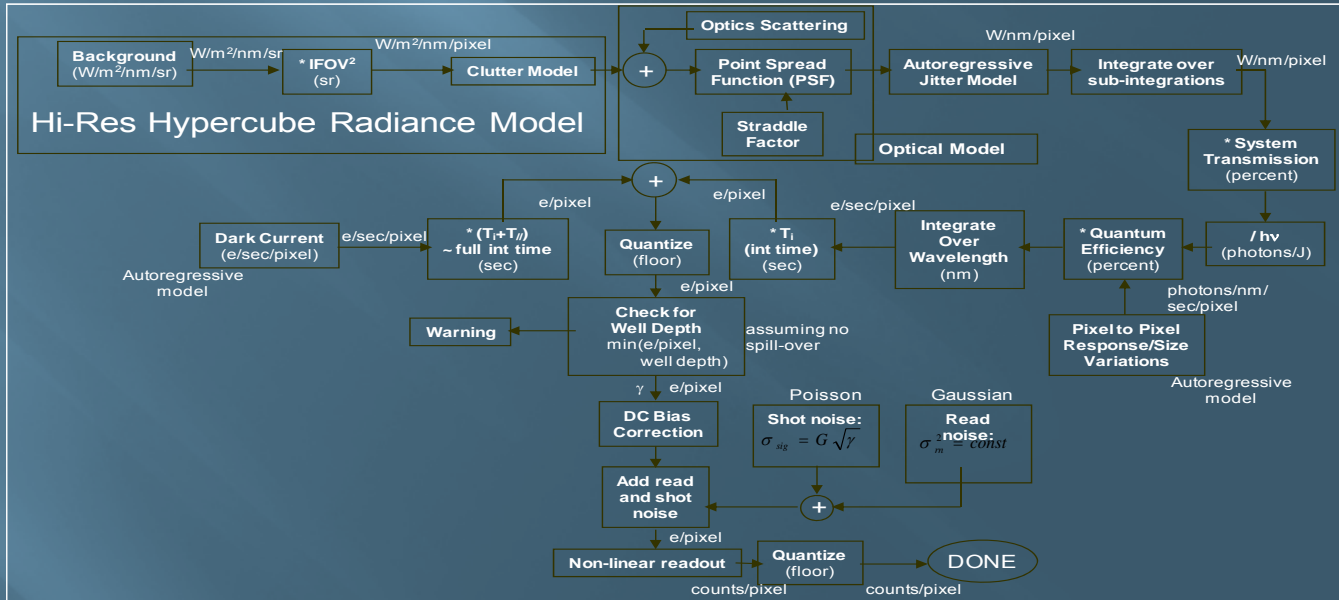 Background
(W/m²/nm/sr)
W/m²/nm/sr
* IFOV²
(sr)
W/m²/nm/pixel
Clutter Model
Hi-Res Hypercube Radiance Model
Optics Scattering
+
Point Spread
Function (PSF)
Straddle
Factor
Optical Model
W/nm/pixel
Autoregressive
Jitter Model
Integrate over
sub-integrations
W/nm/pixel
* System
Transmission
(percent)
/ hν
(photons/J)
* Quantum
Efficiency
(percent)
photons/nm/
sec/pixel
Pixel to Pixel
Response/Size
Variations
Autoregressive
model
Integrate
Over
Wavelength
(nm)
e/sec/pixel
* Tᵢ
(int time)
(sec)
e/pixel
+
e/pixel
* (Tᵢ+T//)
~ full int time
(sec)
e/sec/pixel
Dark Current
(e/sec/pixel)
Autoregressive
model
Quantize
(floor)
e/pixel
Check for
Well Depth
min(e/pixel,
well depth)
assuming no
spill-over
Warning
γ e/pixel
DC Bias
Correction
Poisson
Shot noise:
σ sig = G √γ
Gaussian
Read
noise:
σ²rn = const
+
Add read
and shot
noise
e/pixel
Non-linear readout
counts/pixel
Quantize
(floor)
counts/pixel
DONE